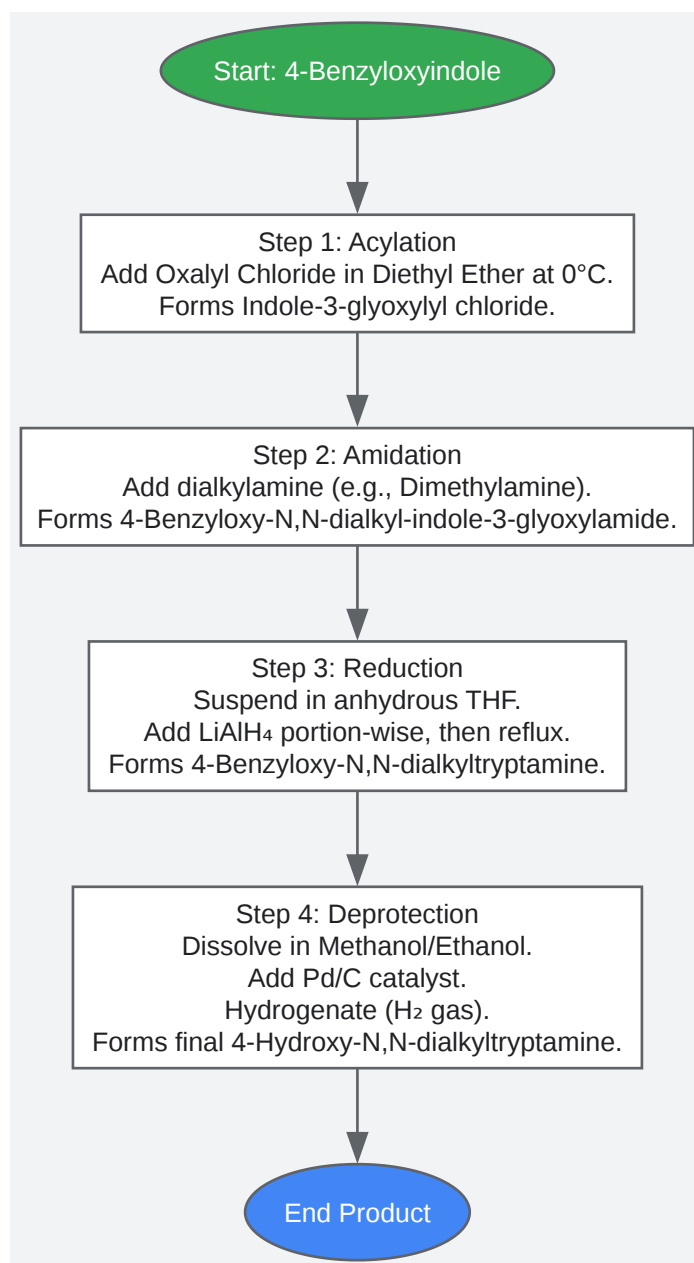 Start: 4-Benzyloxyindole
Step 1: Acylation
Add Oxalyl Chloride in Diethyl Ether at 0°C.
Forms Indole-3-glyoxylyl chloride.
Step 2: Amidation
Add dialkylamine (e.g., Dimethylamine).
Forms 4-Benzyloxy-N,N-dialkyl-indole-3-glyoxylamide.
Step 3: Reduction
Suspend in anhydrous THF.
Add LiAlH₄ portion-wise, then reflux.
Forms 4-Benzyloxy-N,N-dialkyltryptamine.
Step 4: Deprotection
Dissolve in Methanol/Ethanol.
Add Pd/C catalyst.
Hydrogenate (H₂ gas).
Forms final 4-Hydroxy-N,N-dialkyltryptamine.
End Product